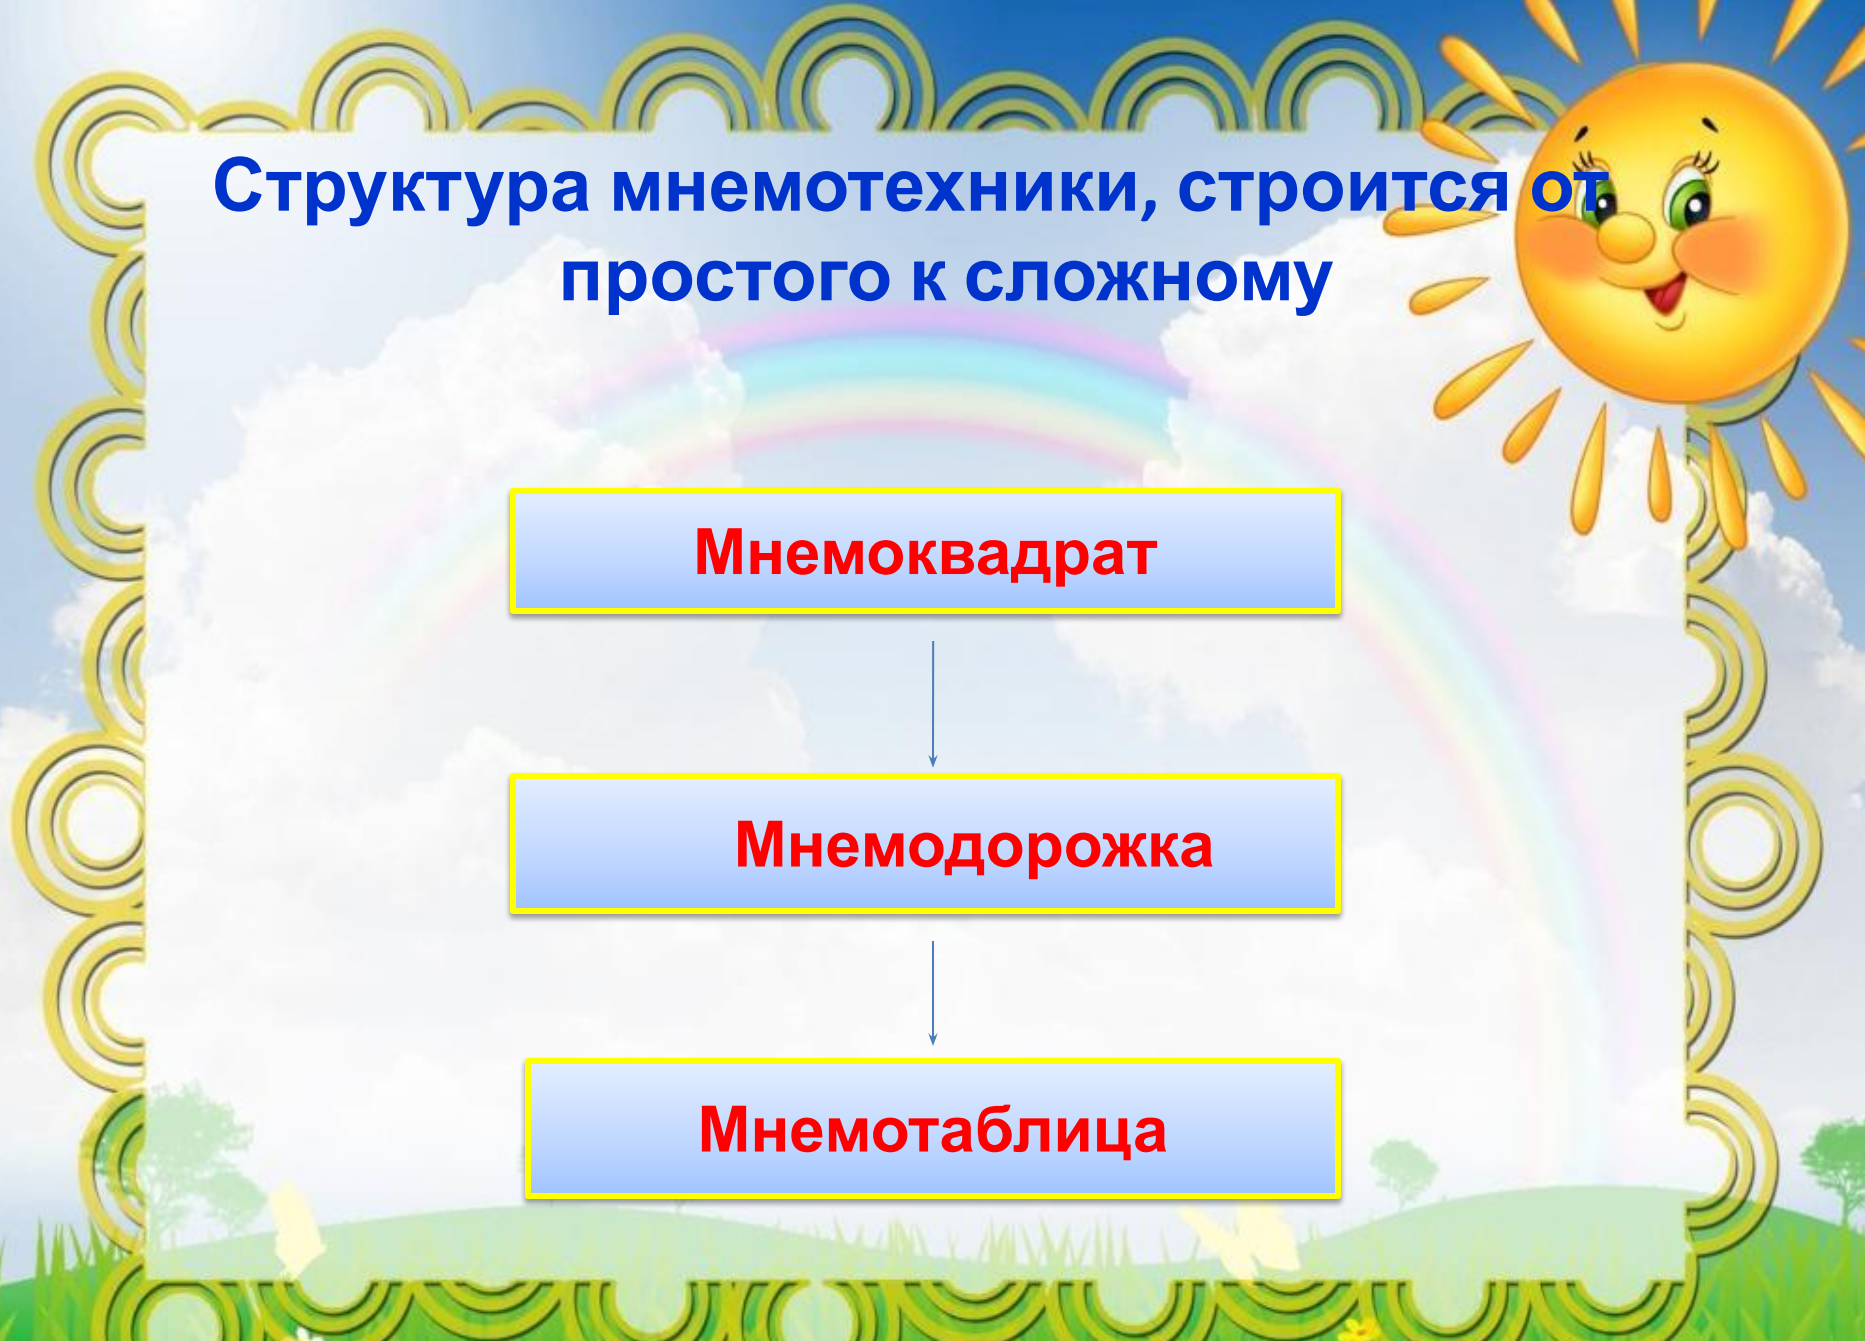 Структура мнемотехники, строится от
простого к сложному
Мнемоквадрат
Мнемодорожка
Мнемотаблица